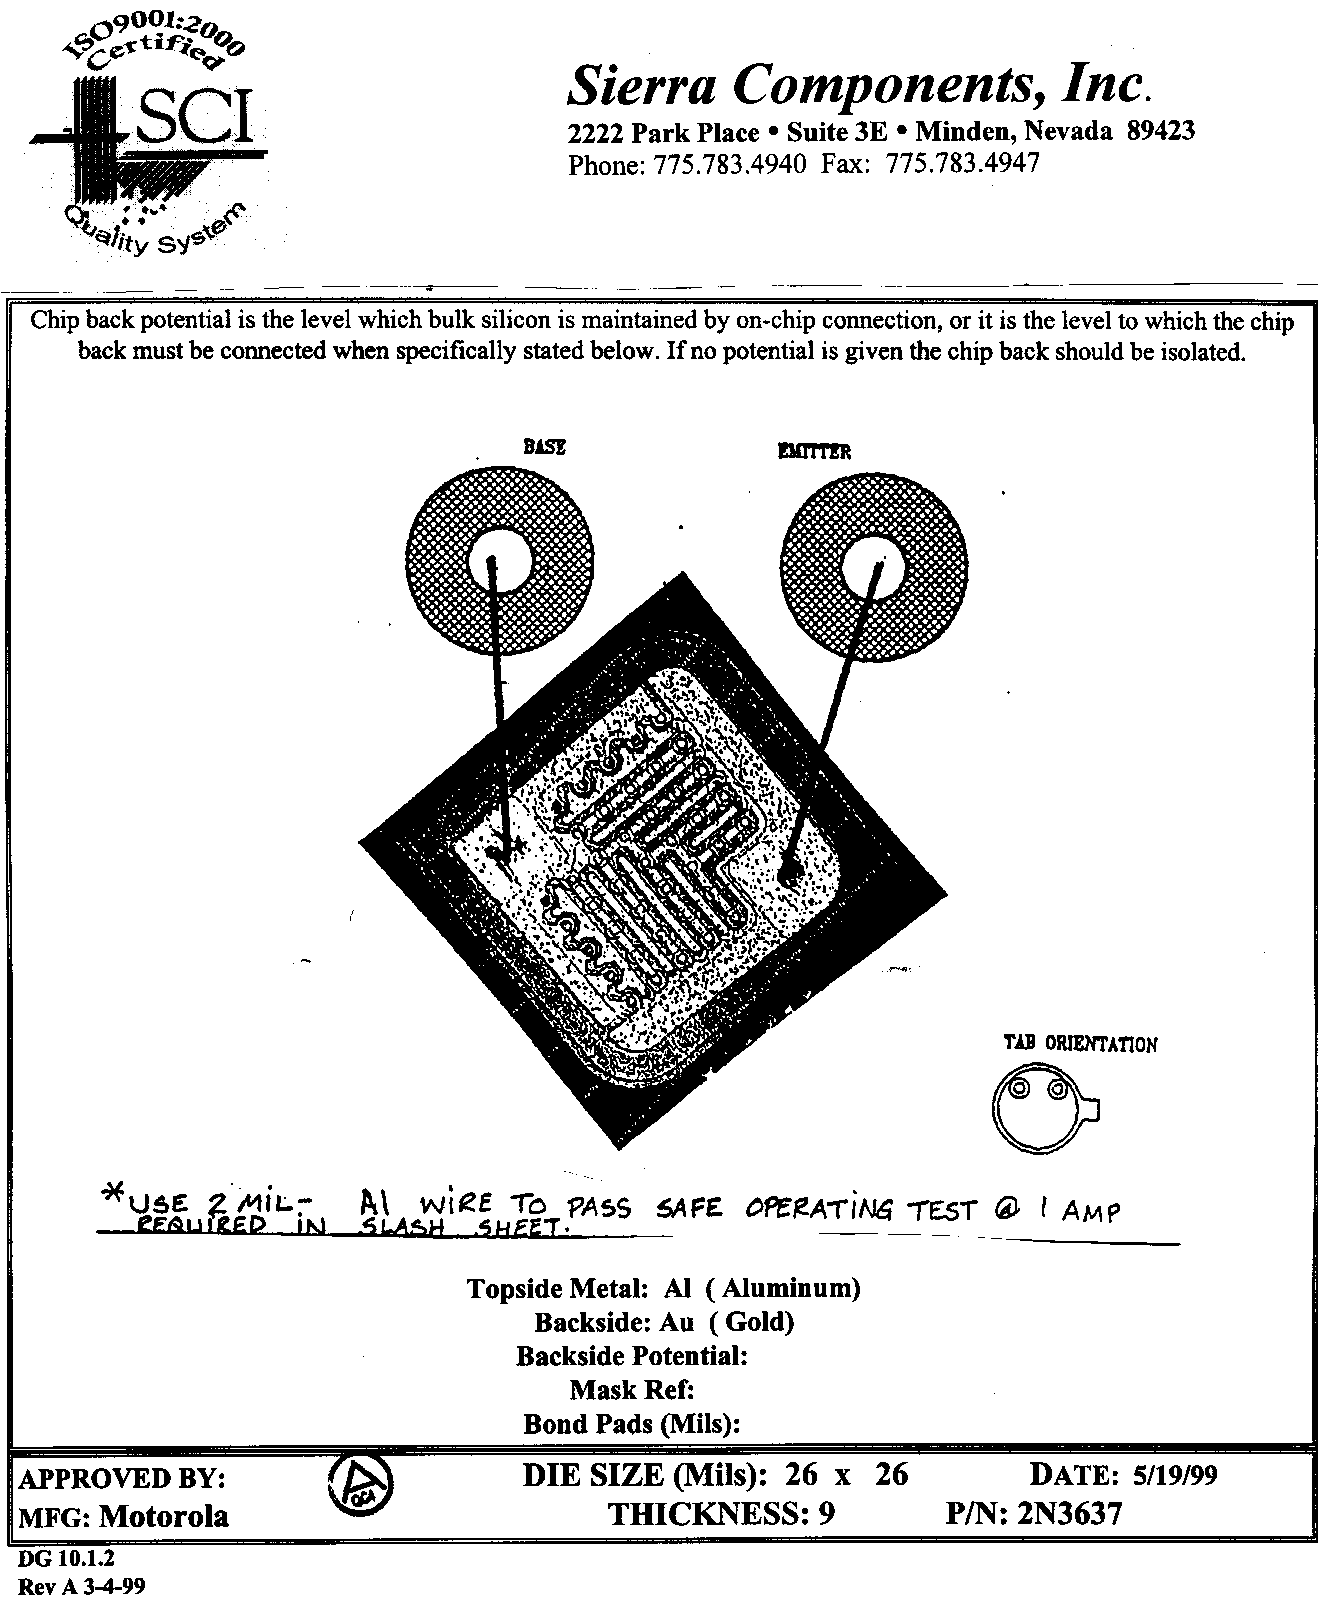 ISO9001:2000
Certified
SCI
Quality System
Sierra Components, Inc.
2222 Park Place • Suite 3E • Minden, Nevada 89423
Phone: 775.783.4940 Fax: 775.783.4947
Chip back potential is the level which bulk silicon is maintained by on-chip connection, or it is the level to which the chip
back must be connected when specifically stated below. If no potential is given the chip back should be isolated.
BASE
EMITTER
TAB ORIENTATION
*USE 2 MIL- Al WIRE TO PASS SAFE OPERATING TEST @ 1 AMP
REQUIRED IN SLASH SHEET.
Topside Metal: Al ( Aluminum)
Backside: Au ( Gold)
Backside Potential:
Mask Ref:
Bond Pads (Mils):
APPROVED BY:
QCA
DIE SIZE (Mils): 26 x 26
DATE: 5/19/99
MFG: Motorola
THICKNESS: 9
P/N: 2N3637
DG 10.1.2
Rev A 3-4-99